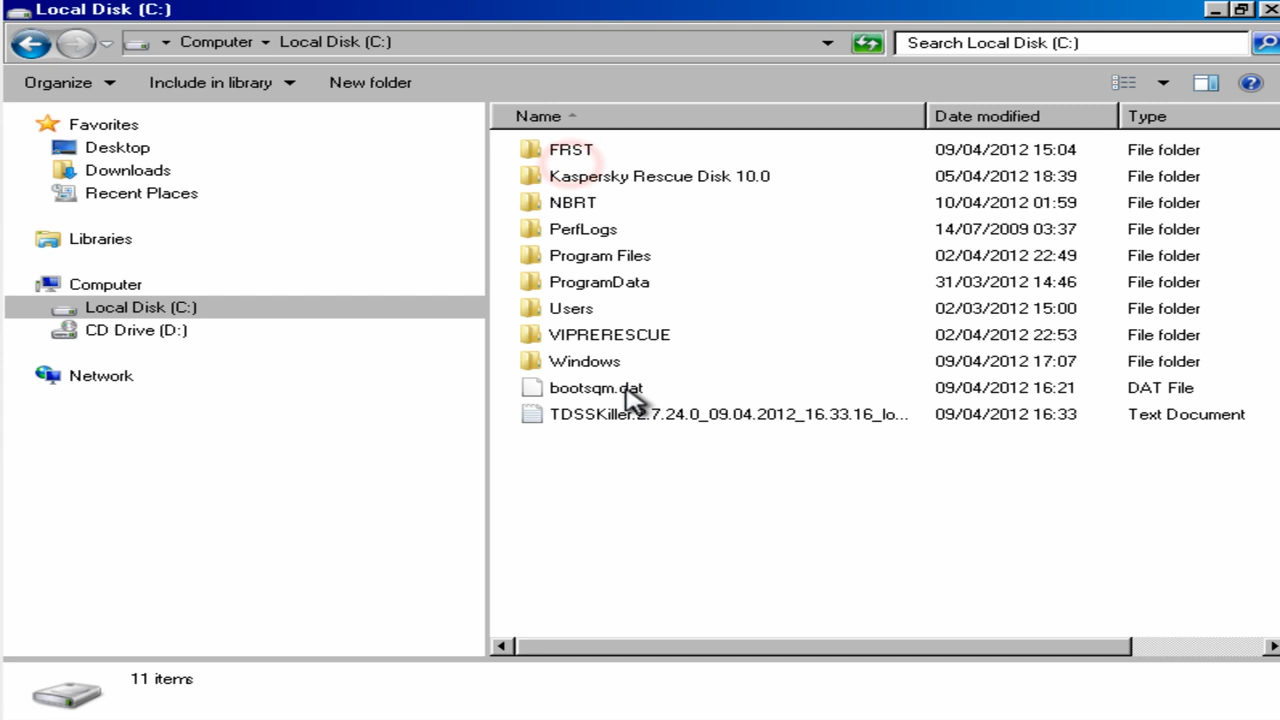 Local Disk (C:)
Computer Local Disk (C:)
Search Local Disk (C:)
Organize Include in library New folder
Favorites
Desktop
Downloads
Recent Places
Libraries
Computer
Local Disk (C:)
CD Drive (D:)
Network
Name Date modified Type
FRST 09/04/2012 15:04 File folder
Kaspersky Rescue Disk 10.0 05/04/2012 18:39 File folder
NBRT 10/04/2012 01:59 File folder
PerfLogs 14/07/2009 03:37 File folder
Program Files 02/04/2012 22:49 File folder
ProgramData 31/03/2012 14:46 File folder
Users 02/03/2012 15:00 File folder
VIPRERESCUE 02/04/2012 22:53 File folder
Windows 09/04/2012 17:07 File folder
bootsqm.dat 09/04/2012 16:21 DAT File
TDSSKiller.2.7.24.0_09.04.2012_16.33.16_lo... 09/04/2012 16:33 Text Document
11 items